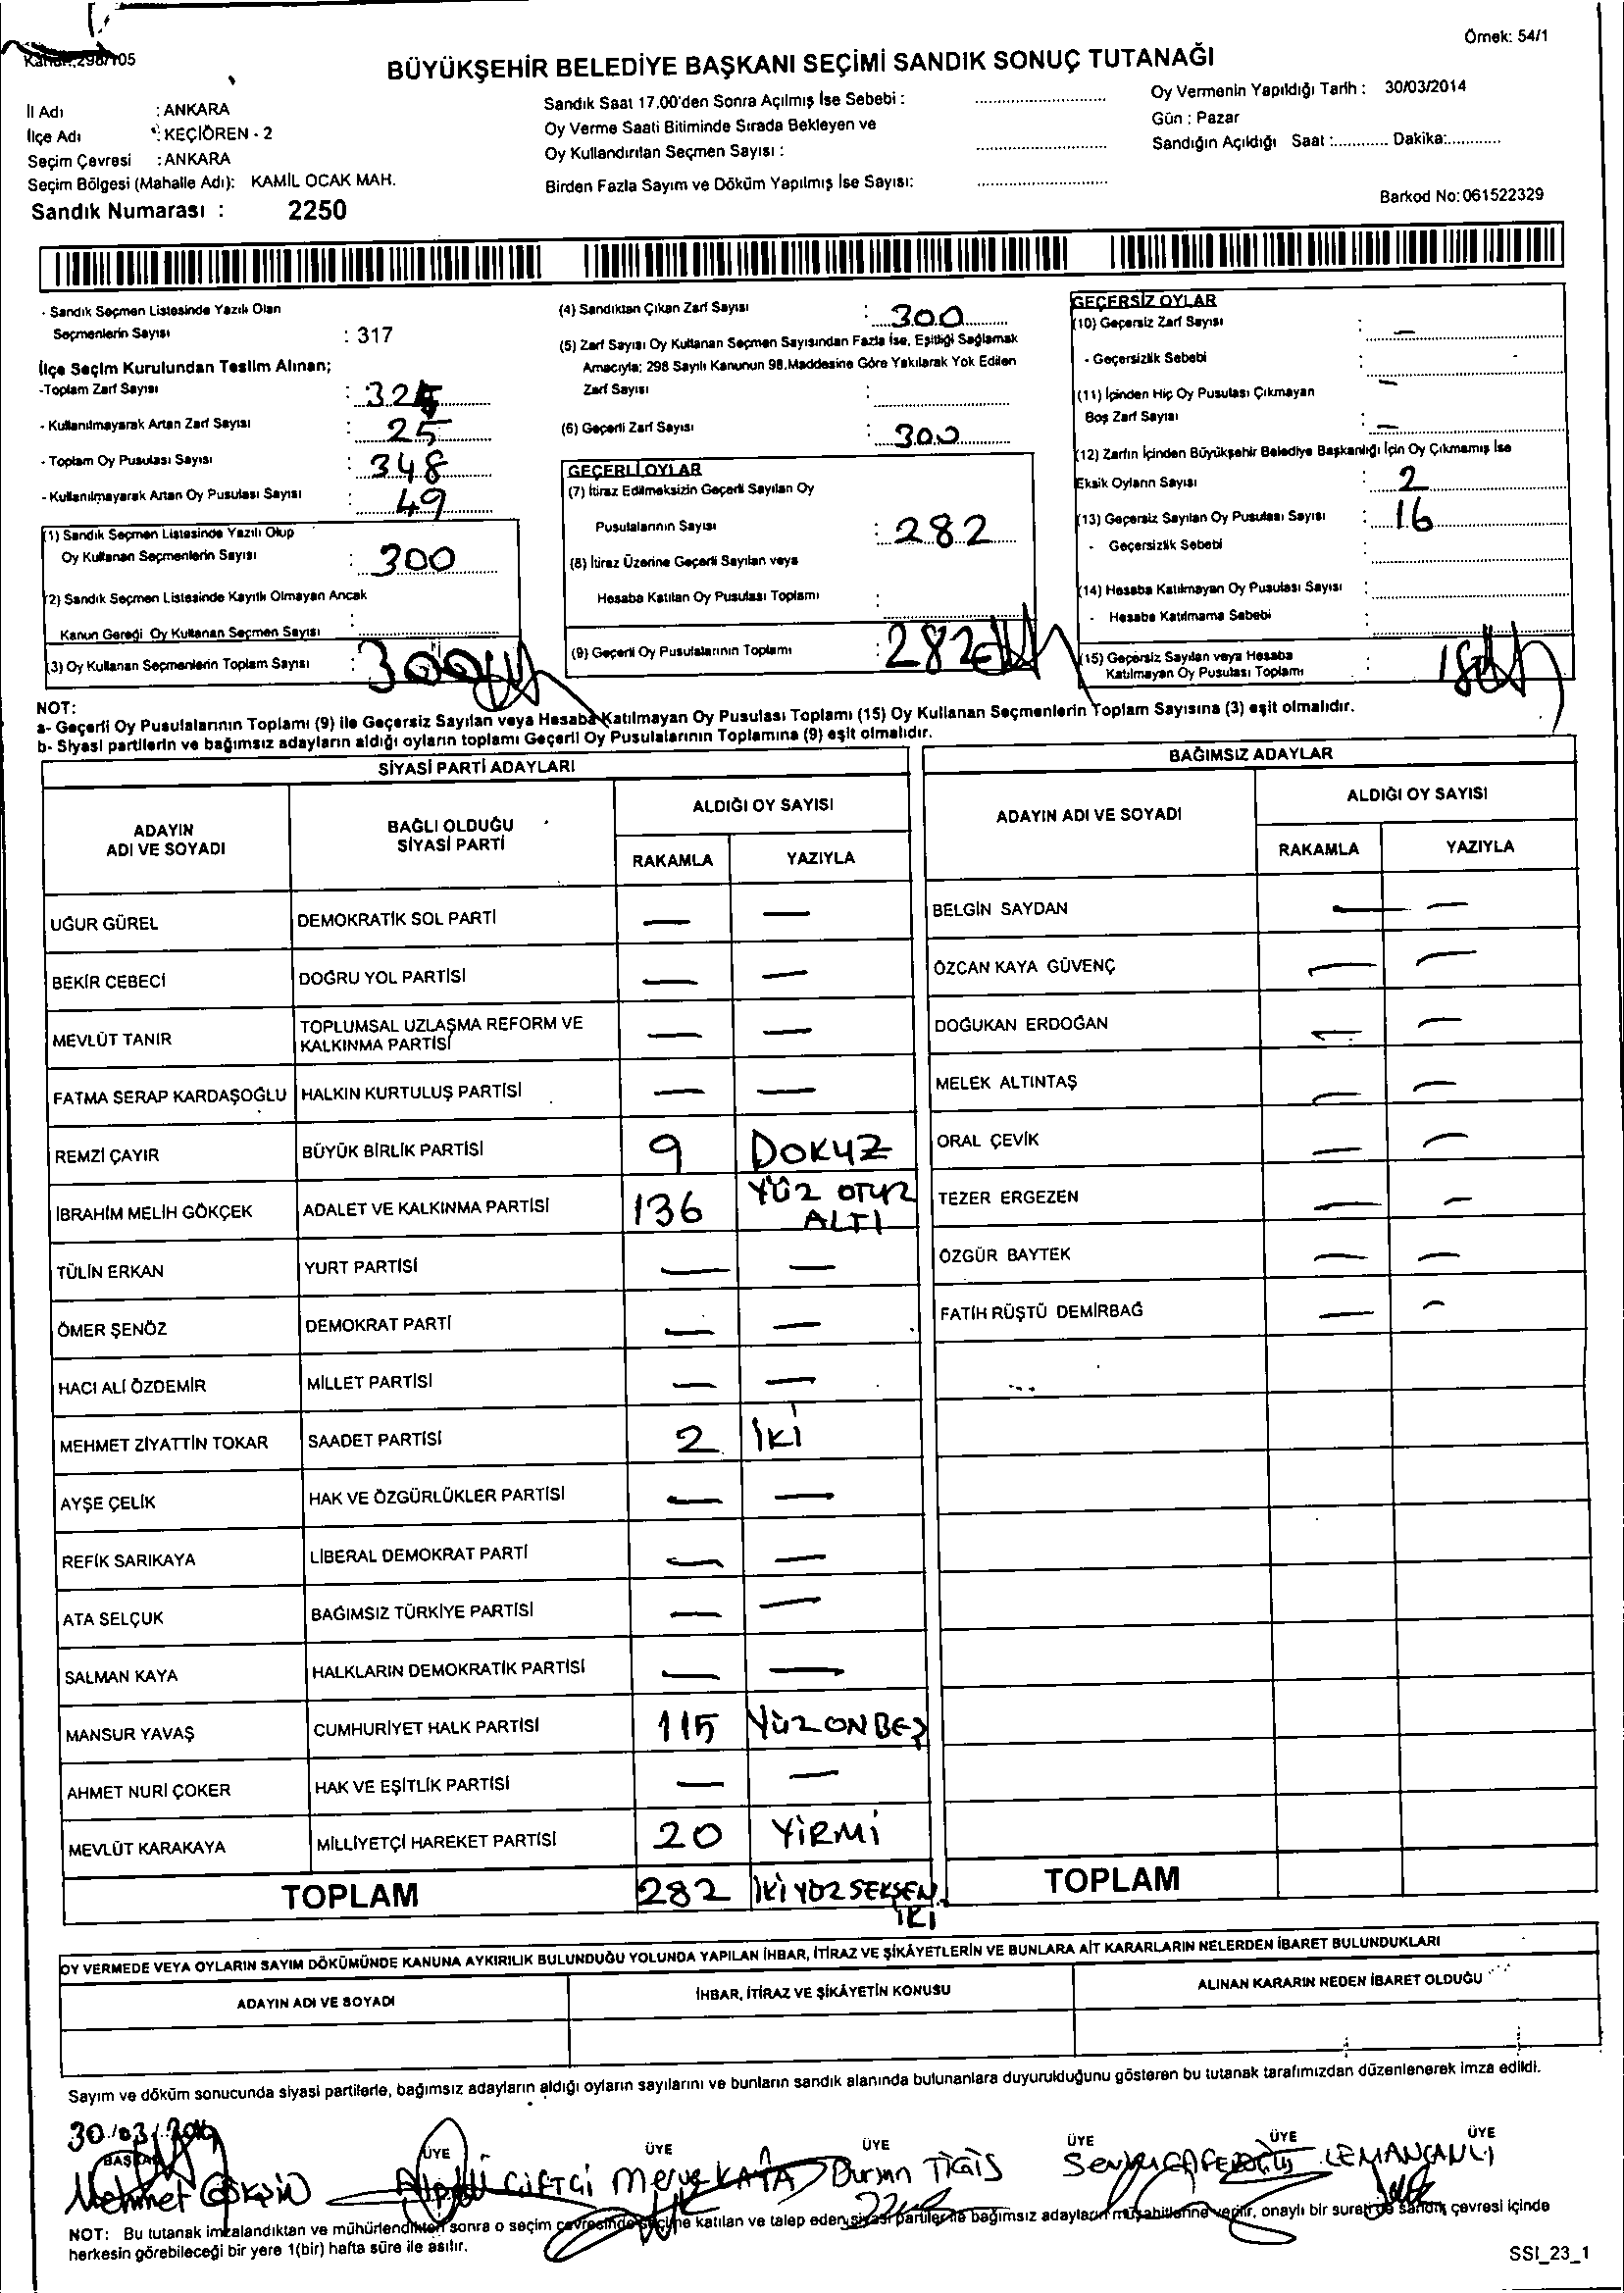 Örnek: 54/1
BÜYÜKŞEHİR BELEDİYE BAŞKANI SEÇİMİ SANDIK SONUÇ TUTANAĞI
İl Adı : ANKARA
İlçe Adı : KEÇİÖREN - 2
Seçim Çevresi : ANKARA
Seçim Bölgesi (Mahalle Adı): KAMİL OCAK MAH.
Sandık Numarası : 2250
Sandık Saat 17.00'den Sonra Açılmış İse Sebebi :
Oy Verme Saati Bitiminde Sırada Bekleyen ve
Oy Kullandırılan Seçmen Sayısı :
Birden Fazla Sayım ve Döküm Yapılmış İse Sayısı:
Oy Vermenin Yapıldığı Tarih : 30/03/2014
Gün : Pazar
Sandığın Açıldığı Saat :............ Dakika:............
Barkod No: 061522329
- Sandık Seçmen Listesinde Yazılı Olan
Seçmenlerin Sayısı : 317
İlçe Seçim Kurulundan Teslim Alınan;
-Toplam Zarf Sayısı : 325
- Kullanılmayarak Artan Zarf Sayısı : 25
- Toplam Oy Pusulası Sayısı : 348
- Kullanılmayarak Artan Oy Pusulası Sayısı : 49
(1) Sandık Seçmen Listesinde Yazılı Olup
Oy Kullanan Seçmenlerin Sayısı : 300
(2) Sandık Seçmen Listesinde Kayıtlı Olmayan Ancak
Kanun Gereği Oy Kullanan Seçmen Sayısı :
(3) Oy Kullanan Seçmenlerin Toplam Sayısı : 300
(4) Sandıktan Çıkan Zarf Sayısı : 300
(5) Zarf Sayısı Oy Kullanan Seçmen Sayısından Fazla İse, Eşitliği Sağlamak
Amacıyla; 298 Sayılı Kanunun 98.Maddesine Göre Yakılarak Yok Edilen
Zarf Sayısı :
(6) Geçerli Zarf Sayısı : 300
GEÇERLİ OYLAR
(7) İtiraz Edilmeksizin Geçerli Sayılan Oy
Pusulalarının Sayısı : 282
(8) İtiraz Üzerine Geçerli Sayılan veya
Hesaba Katılan Oy Pusulası Toplamı :
(9) Geçerli Oy Pusulalarının Toplamı : 282
GEÇERSİZ OYLAR
(10) Geçersiz Zarf Sayısı : —
- Geçersizlik Sebebi :
(11) İçinden Hiç Oy Pusulası Çıkmayan —
Boş Zarf Sayısı : —
(12) Zarfın İçinden Büyükşehir Belediye Başkanlığı İçin Oy Çıkmamış İse
Eksik Oyların Sayısı : 2
(13) Geçersiz Sayılan Oy Pusulası Sayısı : 16
- Geçersizlik Sebebi
(14) Hesaba Katılmayan Oy Pusulası Sayısı :
- Hesaba Katılmama Sebebi
(15) Geçersiz Sayılan veya Hesaba
Katılmayan Oy Pusulası Toplamı : 18
NOT:
a- Geçerli Oy Pusulalarının Toplamı (9) ile Geçersiz Sayılan veya Hesaba Katılmayan Oy Pusulası Toplamı (15) Oy Kullanan Seçmenlerin Toplam Sayısına (3) eşit olmalıdır.
b- Siyasi partilerin ve bağımsız adayların aldığı oyların toplamı Geçerli Oy Pusulalarının Toplamına (9) eşit olmalıdır.
SİYASİ PARTİ ADAYLARI
ADAYIN ADI VE SOYADI
BAĞLI OLDUĞU SİYASİ PARTİ
ALDIĞI OY SAYISI
RAKAMLA YAZIYLA
UĞUR GÜREL DEMOKRATİK SOL PARTİ — —
BEKİR CEBECİ DOĞRU YOL PARTİSİ — —
MEVLÜT TANIR TOPLUMSAL UZLAŞMA REFORM VE KALKINMA PARTİSİ — —
FATMA SERAP KARDAŞOĞLU HALKIN KURTULUŞ PARTİSİ — —
REMZİ ÇAYIR BÜYÜK BİRLİK PARTİSİ 9 DOKUZ
İBRAHİM MELİH GÖKÇEK ADALET VE KALKINMA PARTİSİ 136 YÜZ OTUZ ALTI
TÜLİN ERKAN YURT PARTİSİ — —
ÖMER ŞENÖZ DEMOKRAT PARTİ — —
HACI ALİ ÖZDEMİR MİLLET PARTİSİ — —
MEHMET ZİYATTİN TOKAR SAADET PARTİSİ 2 İKİ
AYŞE ÇELİK HAK VE ÖZGÜRLÜKLER PARTİSİ — —
REFİK SARIKAYA LİBERAL DEMOKRAT PARTİ — —
ATA SELÇUK BAĞIMSIZ TÜRKİYE PARTİSİ — —
SALMAN KAYA HALKLARIN DEMOKRATİK PARTİSİ — —
MANSUR YAVAŞ CUMHURİYET HALK PARTİSİ 115 YÜZ ON BEŞ
AHMET NURİ ÇOKER HAK VE EŞİTLİK PARTİSİ — —
MEVLÜT KARAKAYA MİLLİYETÇİ HAREKET PARTİSİ 20 YİRMİ
TOPLAM 282 İKİ YÜZ SEKSEN İKİ
BAĞIMSIZ ADAYLAR
ADAYIN ADI VE SOYADI
ALDIĞI OY SAYISI
RAKAMLA YAZIYLA
BELGİN SAYDAN — —
ÖZCAN KAYA GÜVENÇ — —
DOĞUKAN ERDOĞAN — —
MELEK ALTINTAŞ — —
ORAL ÇEVİK — —
TEZER ERGEZEN — —
ÖZGÜR BAYTEK — —
FATİH RÜŞTÜ DEMİRBAĞ — —
TOPLAM
OY VERMEDE VEYA OYLARIN SAYIM DÖKÜMÜNDE KANUNA AYKIRILIK BULUNDUĞU YOLUNDA YAPILAN İHBAR, İTİRAZ VE ŞİKÂYETLERİN VE BUNLARA AİT KARARLARIN NELERDEN İBARET BULUNDUKLARI
ADAYIN ADI VE SOYADI İHBAR, İTİRAZ VE ŞİKÂYETİN KONUSU ALINAN KARARIN NEDEN İBARET OLDUĞU
Sayım ve döküm sonucunda siyasi partilerle, bağımsız adayların aldığı oyların sayılarını ve bunların sandık alanında bulunanlara duyurulduğunu gösteren bu tutanak tarafımızdan düzenlenerek imza edildi.
30/03/2014
BAŞKAN ÜYE ÜYE ÜYE ÜYE ÜYE ÜYE
Mehmet ÇİFTÇİ Merve KAYA Dursun
NOT: Bu tutanak imzalandıktan ve mühürlendikten sonra o seçim çevresinde seçime katılan ve talep eden siyasi partiler ile bağımsız adayların müşahitlerine verilir, onaylı bir sureti de sandık çevresi içinde
herkesin görebileceği bir yere 1(bir) hafta süre ile asılır.
SSİ_23_1